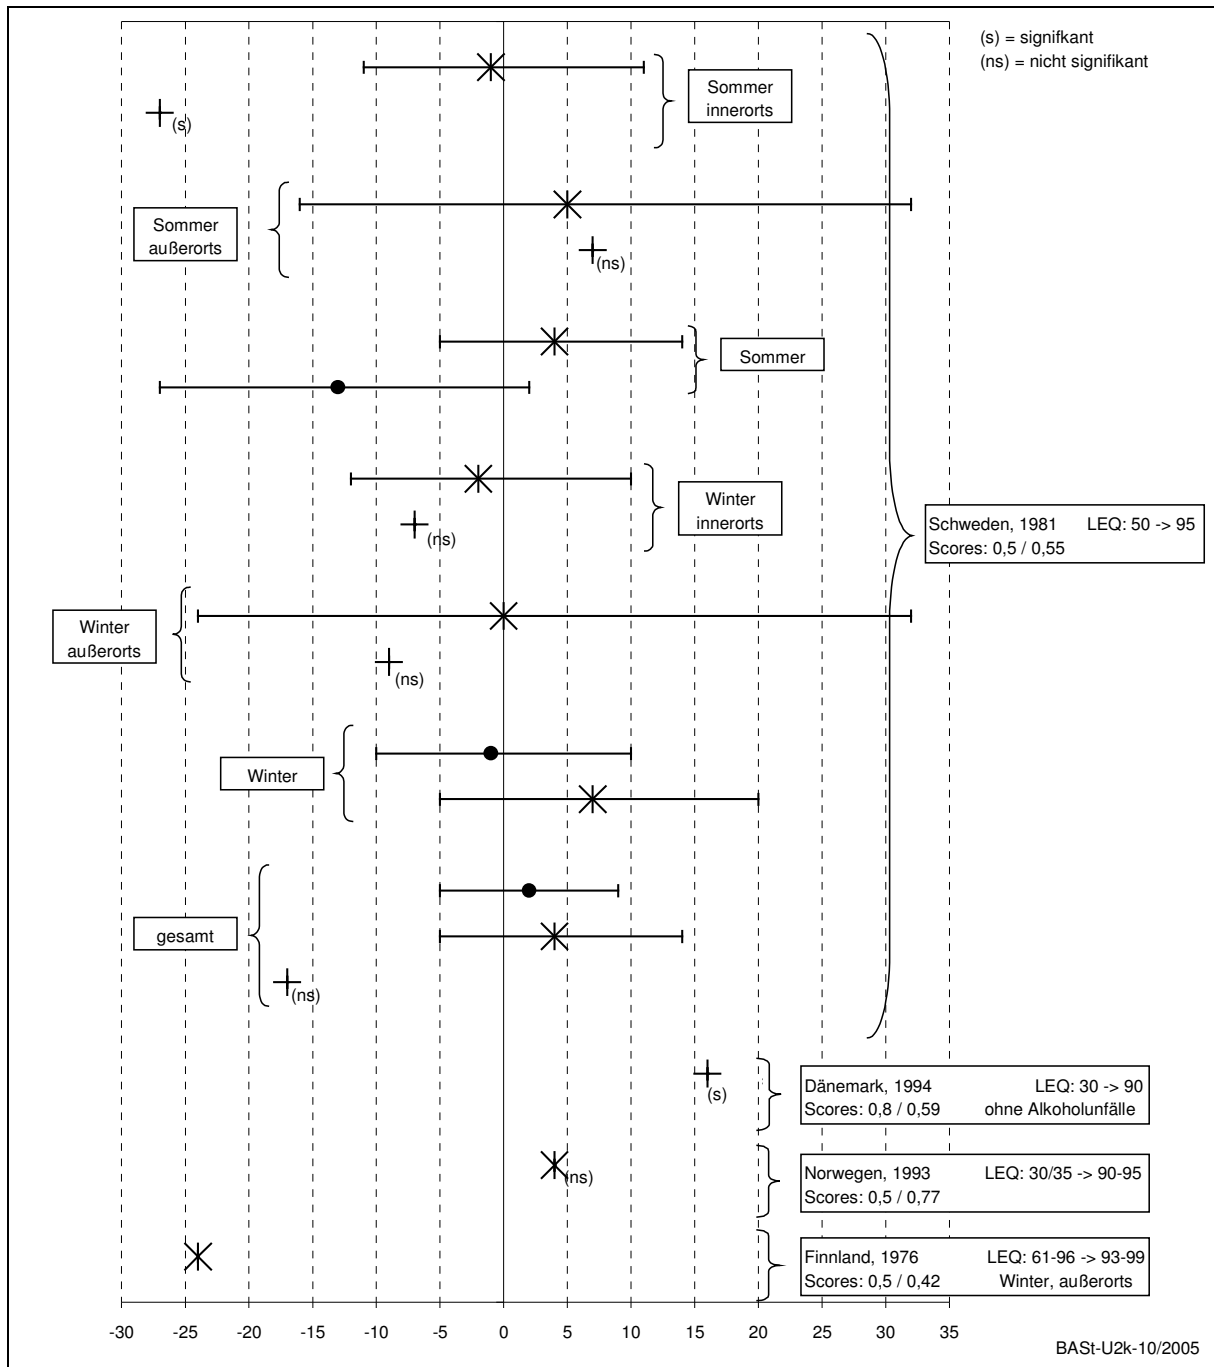 (s) = signifkant
(ns) = nicht signifikant
Sommer
innerorts
(s)
Sommer
außerorts
(ns)
Sommer
Winter
innerorts
(ns)
Schweden, 1981 LEQ: 50 -> 95
Scores: 0,5 / 0,55
Winter
außerorts
(ns)
Winter
gesamt
(ns)
(s)
Dänemark, 1994 LEQ: 30 -> 90
Scores: 0,8 / 0,59 ohne Alkoholunfälle
(ns)
Norwegen, 1993 LEQ: 30/35 -> 90-95
Scores: 0,5 / 0,77
Finnland, 1976 LEQ: 61-96 -> 93-99
Scores: 0,5 / 0,42 Winter, außerorts
-30 -25 -20 -15 -10 -5 0 5 10 15 20 25 30 35
BASt-U2k-10/2005